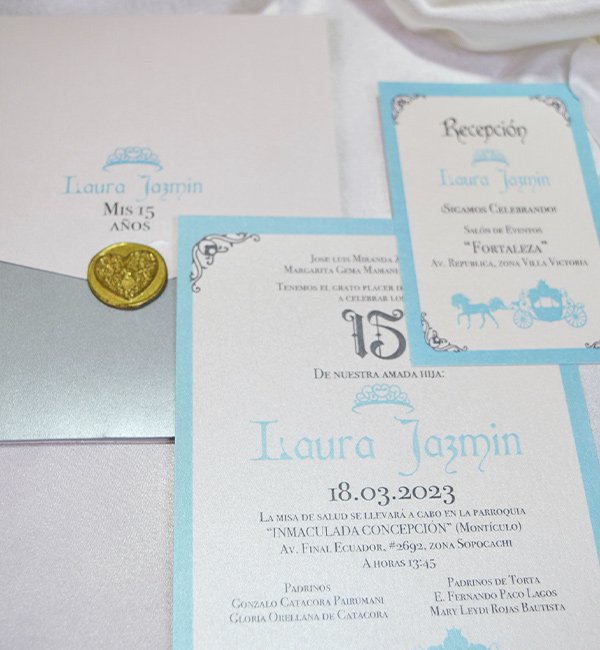 Laura Jazmin
Mis 15
años
Recepción
Laura Jazmin
¡Sigamos Celebrando!
Salón de Eventos
"Fortaleza"
Av. Republica, zona Villa Victoria
Jose luis Miranda
Margarita Gema Mamani
Tenemos el grato placer de
a celebrar los
15
De nuestra amada hija:
Laura Jazmin
18.03.2023
La misa de salud se llevará a cabo en la parroquia
"INMACULADA CONCEPCIÓN" (Montículo)
Av. Final Ecuador, #2692, zona Sopocachi
A horas 13:45
Padrinos
Gonzalo Catacora Pairumani
Gloria Orellana de Catacora
Padrinos de Torta
E. Fernando Paco Lagos
Mary Leydi Rojas Bautista